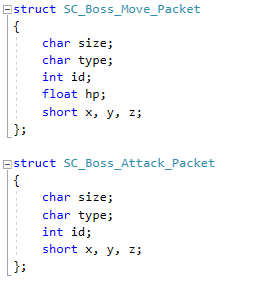 struct SC_Boss_Move_Packet
{
    char size;
    char type;
    int id;
    float hp;
    short x, y, z;
};

struct SC_Boss_Attack_Packet
{
    char size;
    char type;
    int id;
    short x, y, z;
};